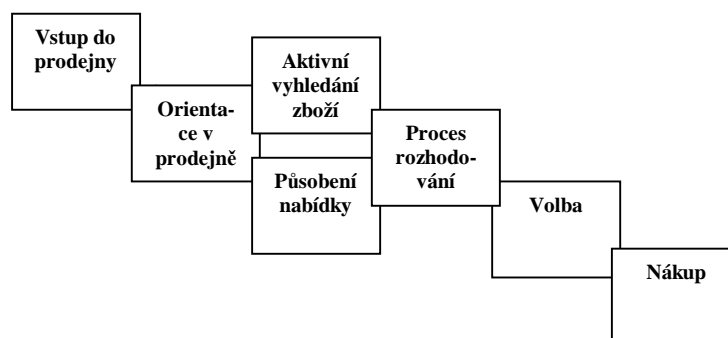 Vstup do
prodejny
Orienta-
ce v
prodejně
Aktivní
vyhledání
zboží
Působení
nabídky
Proces
rozhodo-
vání
Volba
Nákup